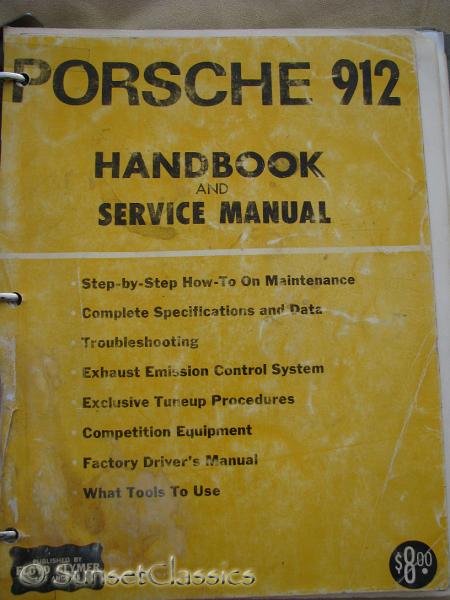 PORSCHE 912
HANDBOOK
AND
SERVICE MANUAL
· Step-by-Step How-To On Maintenance
· Complete Specifications and Data
· Troubleshooting
· Exhaust Emission Control System
· Exclusive Tuneup Procedures
· Competition Equipment
· Factory Driver's Manual
· What Tools To Use
PUBLISHED BY
FLOYD CLYMER
$8.00
© SunsetClassics